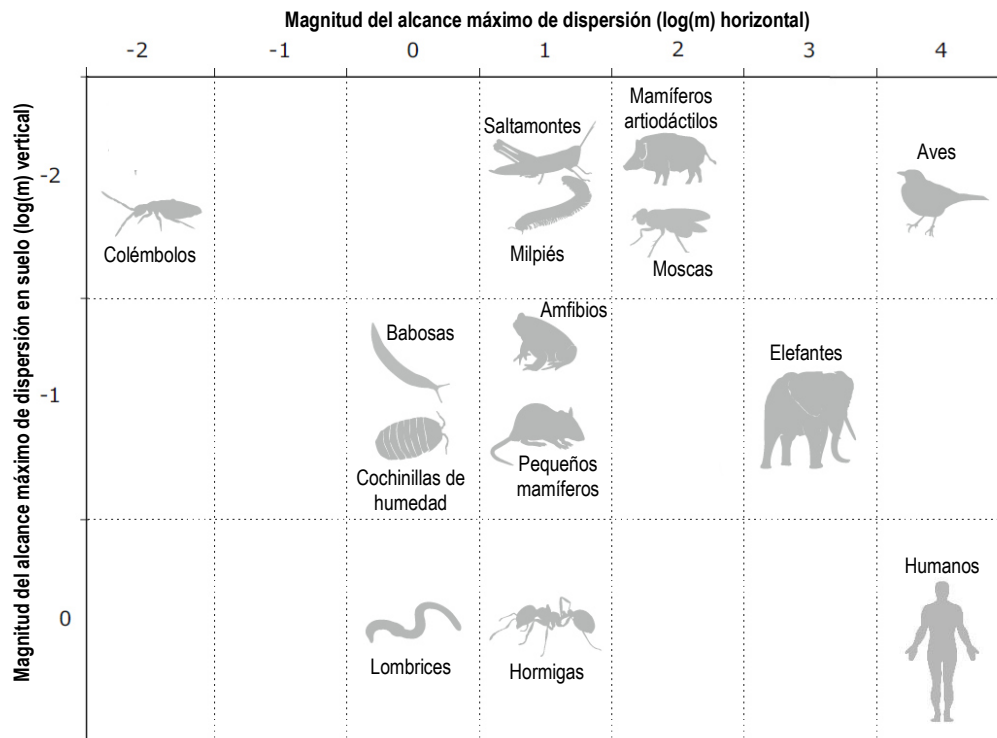 Magnitud del alcance máximo de dispersión (log(m) horizontal)
-2 -1 0 1 2 3 4
Magnitud del alcance máximo de dispersión en suelo (log(m) vertical)
-2
Colémbolos
Saltamontes
Milpiés
Mamíferos
artiodáctilos
Moscas
Aves
-1
Babosas
Cochinillas de
humedad
Amfibios
Pequeños
mamíferos
Elefantes
0
Lombrices
Hormigas
Humanos